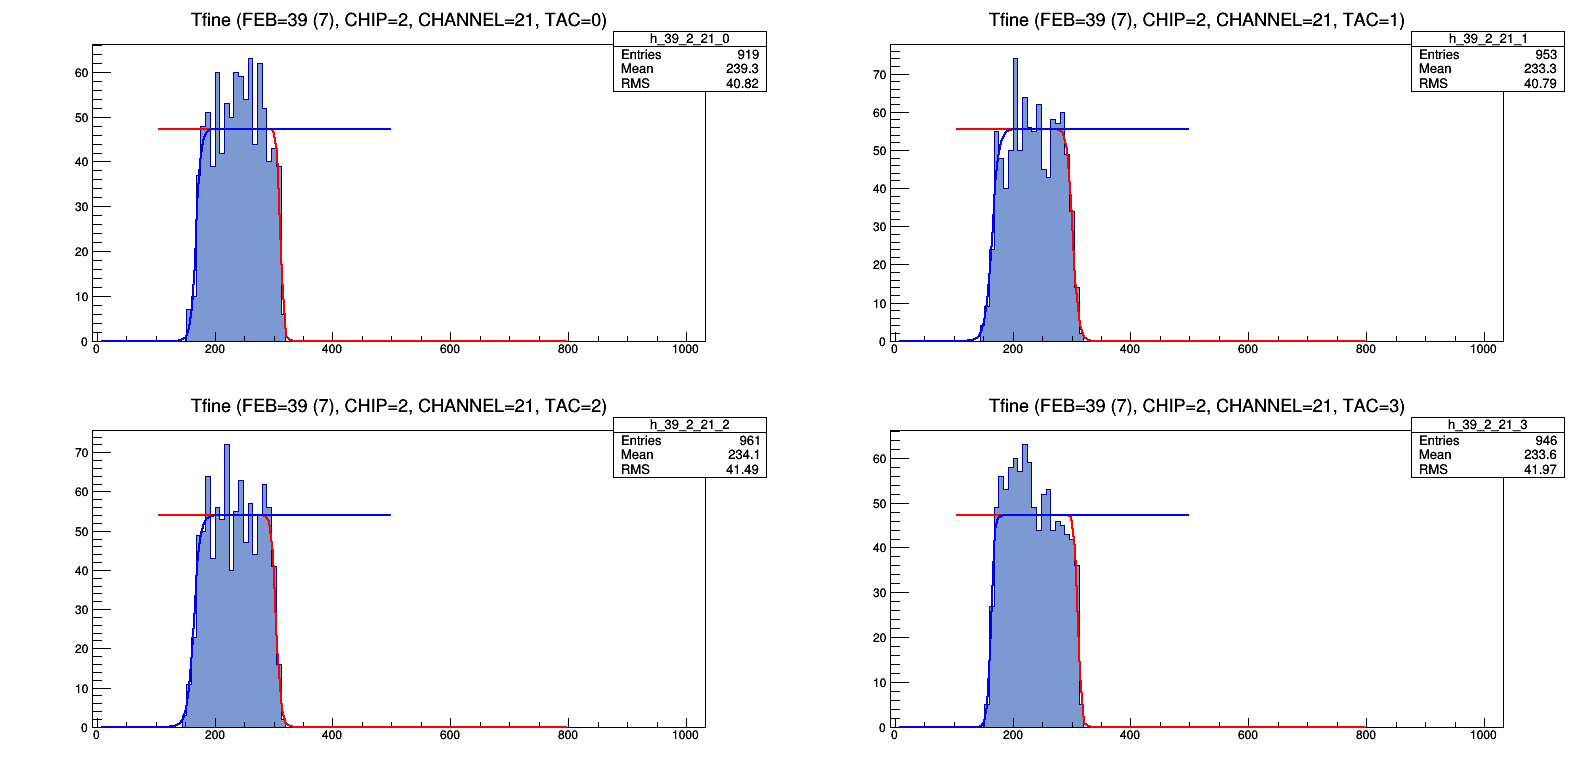 Tfine (FEB=39 (7), CHIP=2, CHANNEL=21, TAC=0)
h_39_2_21_0
Entries 919
Mean 239.3
RMS 40.82
60
50
40
30
20
10
0
0 200 400 600 800 1000
Tfine (FEB=39 (7), CHIP=2, CHANNEL=21, TAC=1)
h_39_2_21_1
Entries 953
Mean 233.3
RMS 40.79
70
60
50
40
30
20
10
0
0 200 400 600 800 1000
Tfine (FEB=39 (7), CHIP=2, CHANNEL=21, TAC=2)
h_39_2_21_2
Entries 961
Mean 234.1
RMS 41.49
70
60
50
40
30
20
10
0
0 200 400 600 800 1000
Tfine (FEB=39 (7), CHIP=2, CHANNEL=21, TAC=3)
h_39_2_21_3
Entries 946
Mean 233.6
RMS 41.97
60
50
40
30
20
10
0
0 200 400 600 800 1000